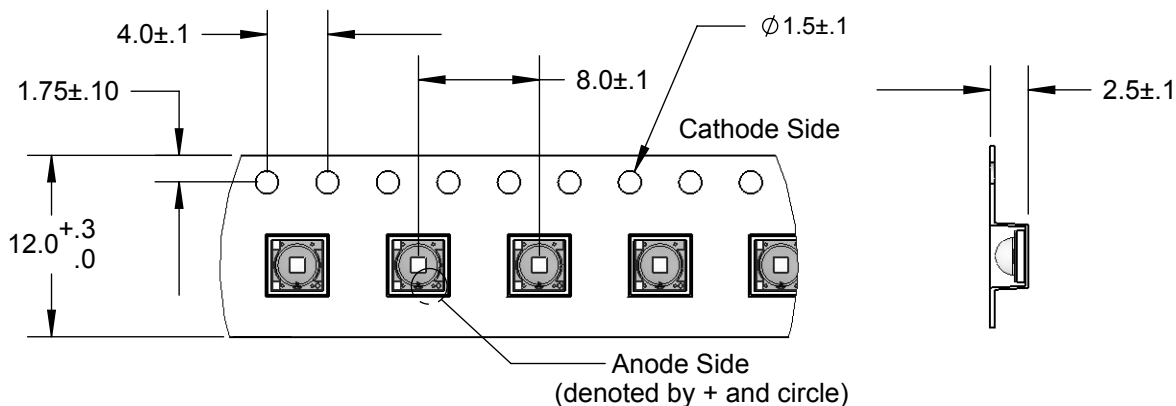 4.0±.1
∅1.5±.1
8.0±.1
1.75±.10
2.5±.1
Cathode Side
12.0 +.3
.0
Anode Side
(denoted by + and circle)